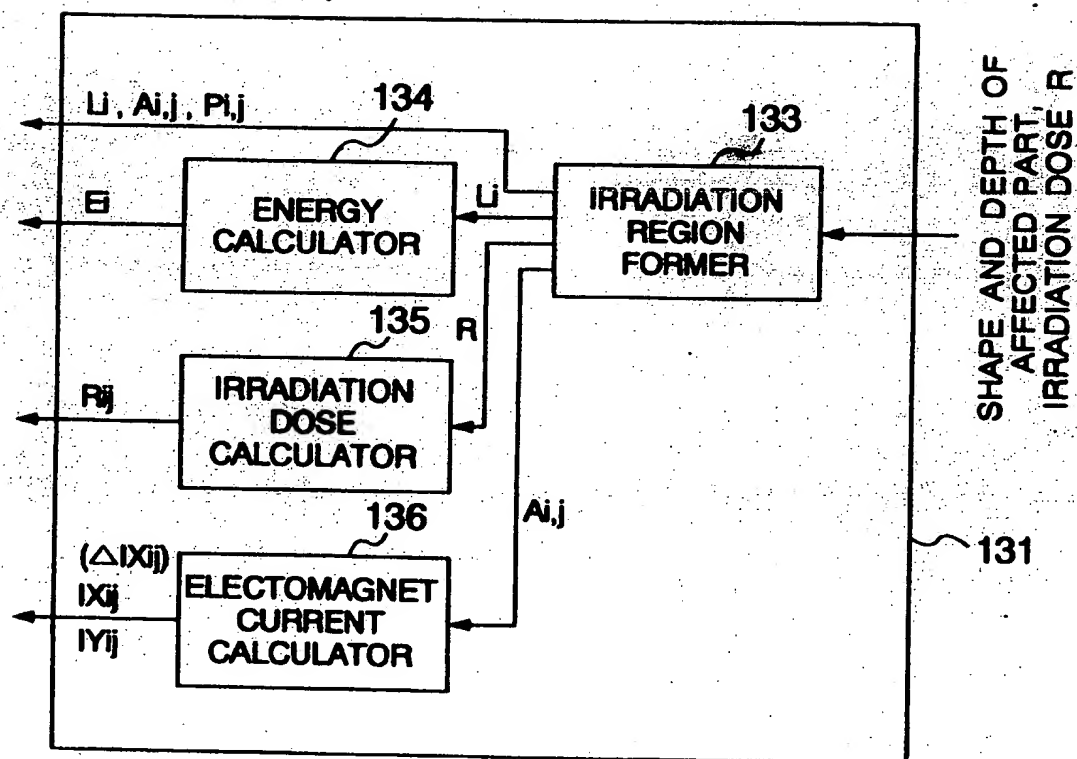 Li , Ai,j , Pi,j
134
133
Ei
ENERGY
CALCULATOR
Li
IRRADIATION
REGION
FORMER
SHAPE AND DEPTH OF
AFFECTED PART,
IRRADIATION DOSE R
135
R
Rij
IRRADIATION
DOSE
CALCULATOR
136
Ai,j
131
(△IXij)
IXij
IYij
ELECTOMAGNET
CURRENT
CALCULATOR